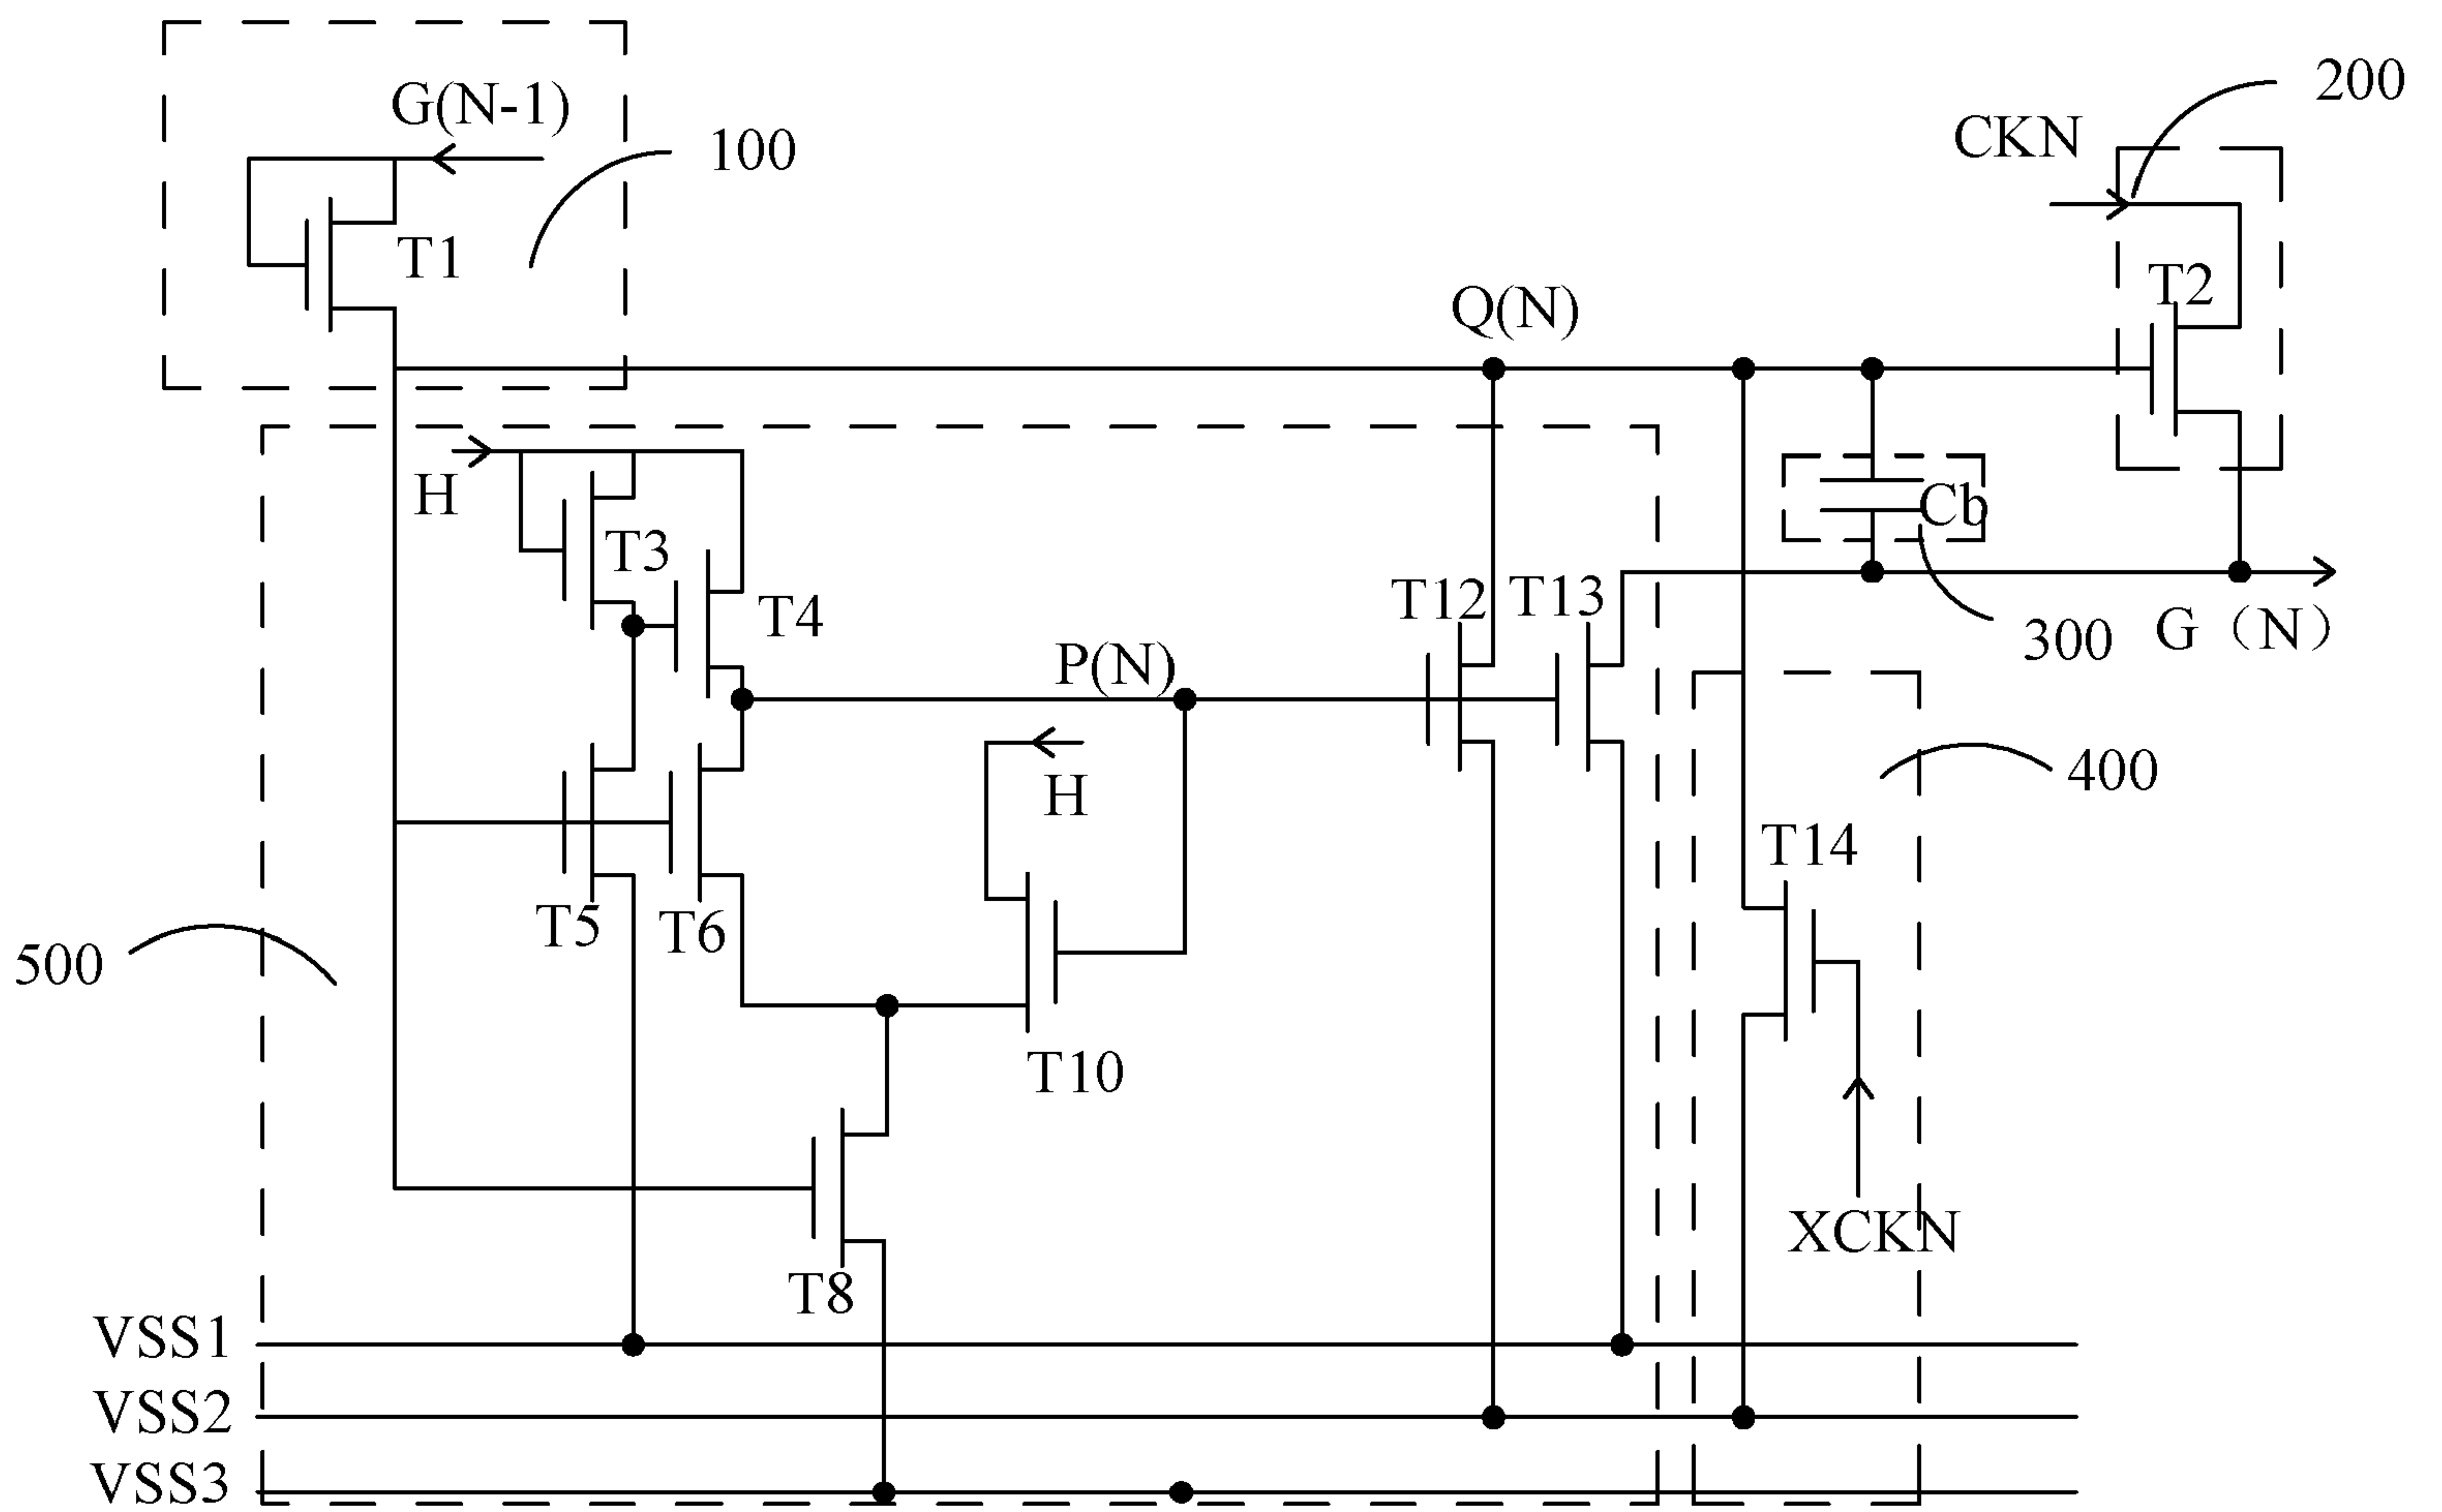 200
G(N-1)
CKN
100
T1
T2
Q(N)
H
Cb
T3
T12
T13
T4
G（N）
300
P(N)
400
H
T14
T5
T6
500
T10
XCKN
T8
VSS1
VSS2
VSS3